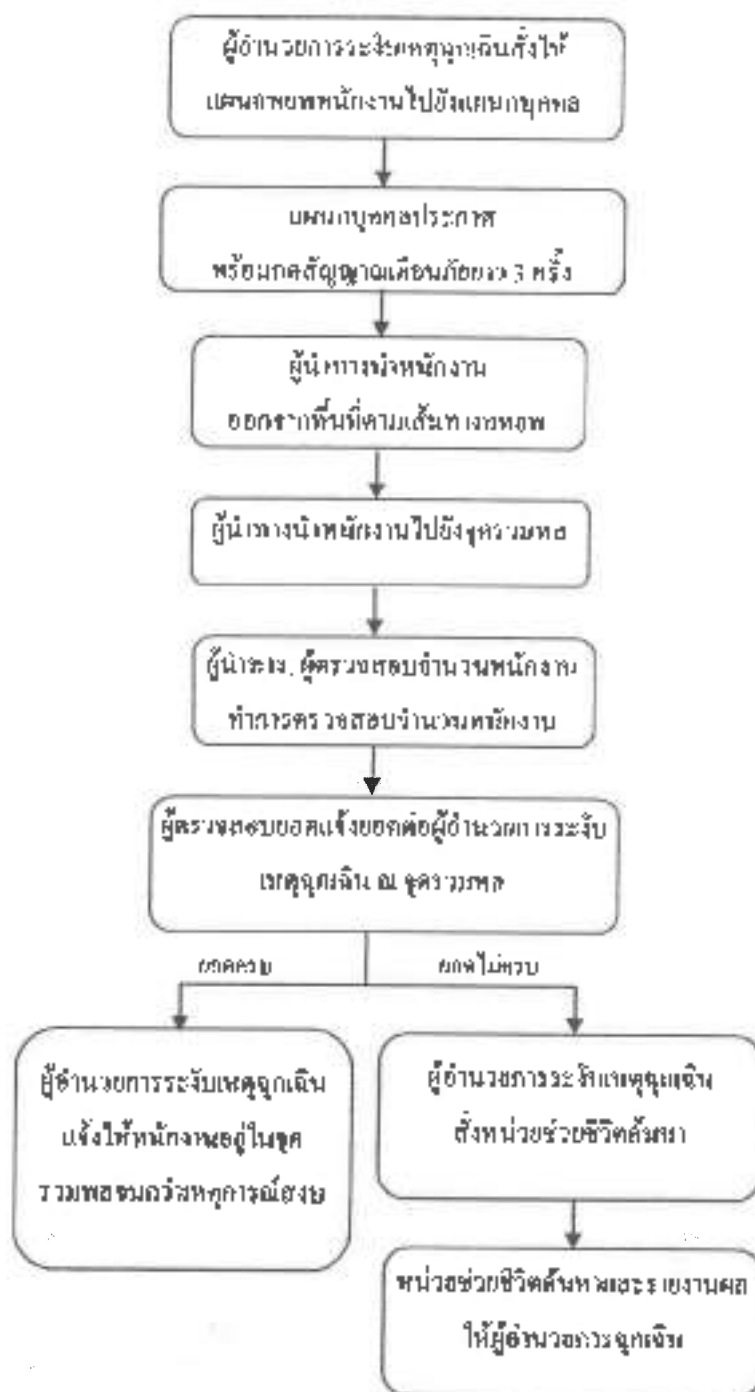 ผู้อำนวยการระงับเหตุฉุกเฉินสั่งให้
แผนอพยพพนักงานไปยังแผนกบุคคล
แผนกบุคคลประกาศ
พร้อมกดสัญญาณเตือนภัยยาว 3 ครั้ง
ผู้นำทางนำพนักงาน
ออกจากพื้นที่ตามเส้นทางอพยพ
ผู้นำทางนำพนักงานไปยังจุดรวมพล
ผู้นำทาง, ผู้ตรวจสอบจำนวนพนักงาน
ทำการตรวจสอบจำนวนพนักงาน
ผู้ตรวจสอบยอดแจ้งยอดต่อผู้อำนวยการระงับ
เหตุฉุกเฉิน ณ จุดรวมพล
ยอดครบ
ยอดไม่ครบ
ผู้อำนวยการระงับเหตุฉุกเฉิน
แจ้งให้พนักงานอยู่ในจุด
รวมพลจนกว่าเหตุการณ์สงบ
ผู้อำนวยการระงับเหตุฉุกเฉิน
สั่งหน่วยช่วยชีวิตค้นหา
หน่วยช่วยชีวิตค้นหาและรายงานผล
ให้ผู้อำนวยการฉุกเฉิน